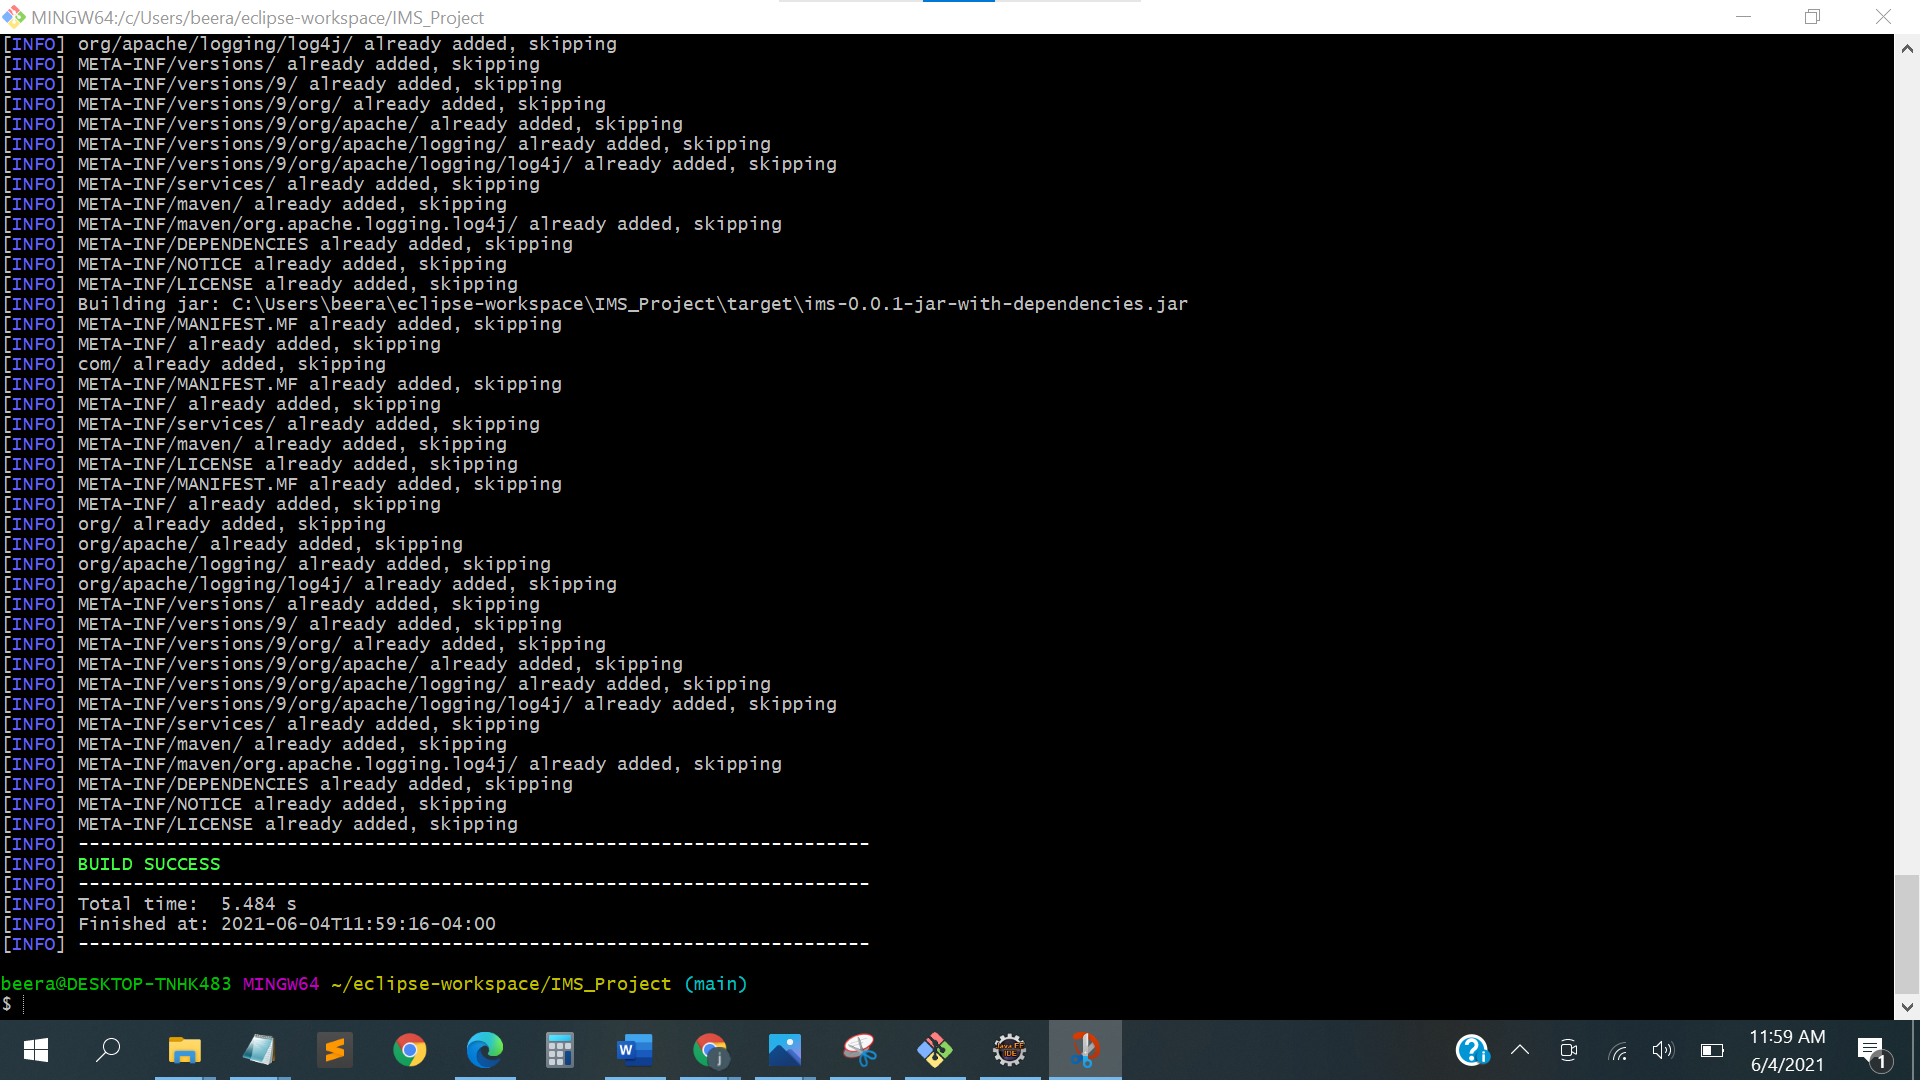 MINGW64:/c/Users/beera/eclipse-workspace/IMS_Project
[INFO] org/apache/logging/log4j/ already added, skipping
[INFO] META-INF/versions/ already added, skipping
[INFO] META-INF/versions/9/ already added, skipping
[INFO] META-INF/versions/9/org/ already added, skipping
[INFO] META-INF/versions/9/org/apache/ already added, skipping
[INFO] META-INF/versions/9/org/apache/logging/ already added, skipping
[INFO] META-INF/versions/9/org/apache/logging/log4j/ already added, skipping
[INFO] META-INF/services/ already added, skipping
[INFO] META-INF/maven/ already added, skipping
[INFO] META-INF/maven/org.apache.logging.log4j/ already added, skipping
[INFO] META-INF/DEPENDENCIES already added, skipping
[INFO] META-INF/NOTICE already added, skipping
[INFO] META-INF/LICENSE already added, skipping
[INFO] Building jar: C:\Users\beera\eclipse-workspace\IMS_Project\target\ims-0.0.1-jar-with-dependencies.jar
[INFO] META-INF/MANIFEST.MF already added, skipping
[INFO] META-INF/ already added, skipping
[INFO] com/ already added, skipping
[INFO] META-INF/MANIFEST.MF already added, skipping
[INFO] META-INF/ already added, skipping
[INFO] META-INF/services/ already added, skipping
[INFO] META-INF/maven/ already added, skipping
[INFO] META-INF/LICENSE already added, skipping
[INFO] META-INF/MANIFEST.MF already added, skipping
[INFO] META-INF/ already added, skipping
[INFO] org/ already added, skipping
[INFO] org/apache/ already added, skipping
[INFO] org/apache/logging/ already added, skipping
[INFO] org/apache/logging/log4j/ already added, skipping
[INFO] META-INF/versions/ already added, skipping
[INFO] META-INF/versions/9/ already added, skipping
[INFO] META-INF/versions/9/org/ already added, skipping
[INFO] META-INF/versions/9/org/apache/ already added, skipping
[INFO] META-INF/versions/9/org/apache/logging/ already added, skipping
[INFO] META-INF/versions/9/org/apache/logging/log4j/ already added, skipping
[INFO] META-INF/services/ already added, skipping
[INFO] META-INF/maven/ already added, skipping
[INFO] META-INF/maven/org.apache.logging.log4j/ already added, skipping
[INFO] META-INF/DEPENDENCIES already added, skipping
[INFO] META-INF/NOTICE already added, skipping
[INFO] META-INF/LICENSE already added, skipping
[INFO] ------------------------------------------------------------------------
[INFO] BUILD SUCCESS
[INFO] ------------------------------------------------------------------------
[INFO] Total time:  5.484 s
[INFO] Finished at: 2021-06-04T11:59:16-04:00
[INFO] ------------------------------------------------------------------------
beera@DESKTOP-TNHK483 MINGW64 ~/eclipse-workspace/IMS_Project (main)
$
11:59 AM
6/4/2021
1